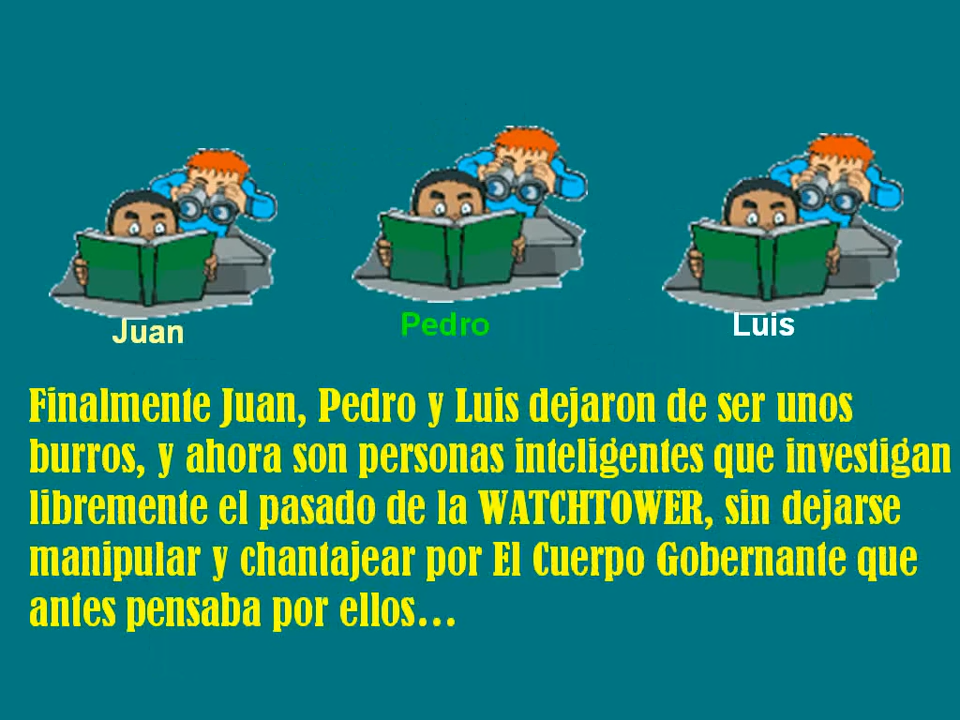 Juan
Pedro
Luis
Finalmente Juan, Pedro y Luis dejaron de ser unos
burros, y ahora son personas inteligentes que investigan
libremente el pasado de la WATCHTOWER, sin dejarse
manipular y chantajear por El Cuerpo Gobernante que
antes pensaba por ellos...